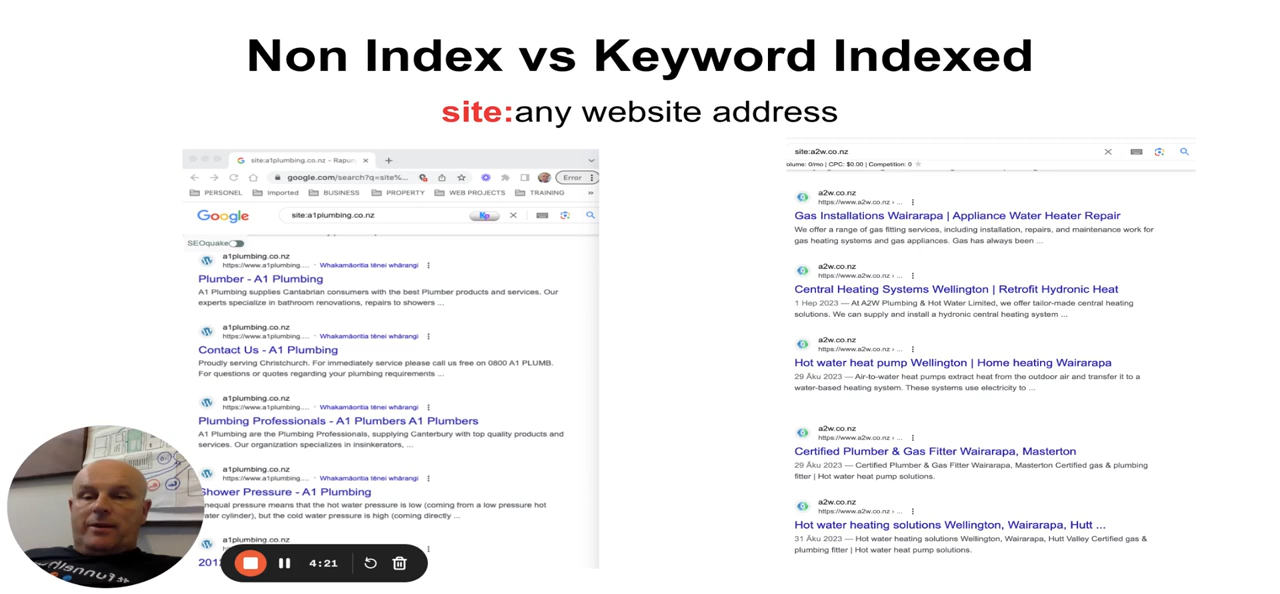 Non Index vs Keyword Indexed
site:any website address
site:a1plumbing.co.nz - Rapun
google.com/search?q=site%...
Error
PERSONEL
Imported
BUSINESS
PROPERTY
WEB PROJECTS
TRAINING
»
Google
site:a1plumbing.co.nz
SEOquake
a1plumbing.co.nz
https://www.a1plumbing.... · Whakamāoritia tēnei whārangi
Plumber - A1 Plumbing
A1 Plumbing supplies Cantabrian consumers with the best Plumber products and services. Our
experts specialize in bathroom renovations, repairs to showers ...
a1plumbing.co.nz
https://www.a1plumbing.... · Whakamāoritia tēnei whārangi
Contact Us - A1 Plumbing
Proudly serving Christchurch. For immediate service please call us free on 0800 A1 PLUMB.
For questions or quotes regarding your plumbing requirements ...
a1plumbing.co.nz
https://www.a1plumbing.... · Whakamāoritia tēnei whārangi
Plumbing Professionals - A1 Plumbers A1 Plumbers
A1 Plumbing are the Plumbing Professionals, supplying Canterbury with top quality products and
services. Our organization specializes in insinkerators, ...
a1plumbing.co.nz
https://www.a1plumbing.... · Whakamāoritia tēnei whārangi
Shower Pressure - A1 Plumbing
nequal pressure means that the hot water pressure is low (coming from a low pressure hot
ater cylinder), but the cold water pressure is high (coming directly ...
a1plumbing.co.nz
201
4:21
site:a2w.co.nz
olume: 0/mo | CPC: $0.00 | Competition: 0
a2w.co.nz
https://www.a2w.co.nz › ...
Gas Installations Wairarapa | Appliance Water Heater Repair
We offer a range of gas fitting services, including installation, repairs, and maintenance work for
gas heating systems and gas appliances. Gas has always been ...
a2w.co.nz
https://www.a2w.co.nz › ...
Central Heating Systems Wellington | Retrofit Hydronic Heat
1 Hep 2023 — At A2W Plumbing & Hot Water Limited, we offer tailor-made central heating
solutions. We can supply and install a hydronic central heating system ...
a2w.co.nz
https://www.a2w.co.nz › ...
Hot water heat pump Wellington | Home heating Wairarapa
29 Āku 2023 — Air-to-water heat pumps extract heat from the outdoor air and transfer it to a
water-based heating system. These systems use electricity to ...
a2w.co.nz
https://www.a2w.co.nz › ...
Certified Plumber & Gas Fitter Wairarapa, Masterton
29 Āku 2023 — Certified Plumber & Gas Fitter Wairarapa, Masterton Certified gas & plumbing
fitter | Hot water heat pump solutions.
a2w.co.nz
https://www.a2w.co.nz › ...
Hot water heating solutions Wellington, Wairarapa, Hutt ...
31 Āku 2023 — Hot water heating solutions Wellington, Wairarapa, Hutt Valley Certified gas &
plumbing fitter | Hot water heat pump solutions.